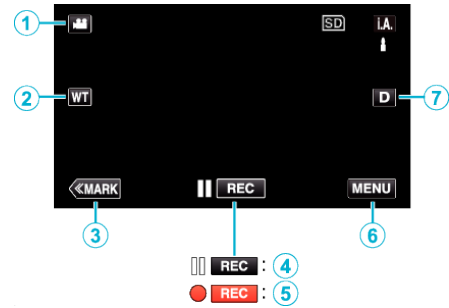 1 SD i.A.
2 WT D 7
≪MARK REC MENU
3 6
REC : 4
REC : 5